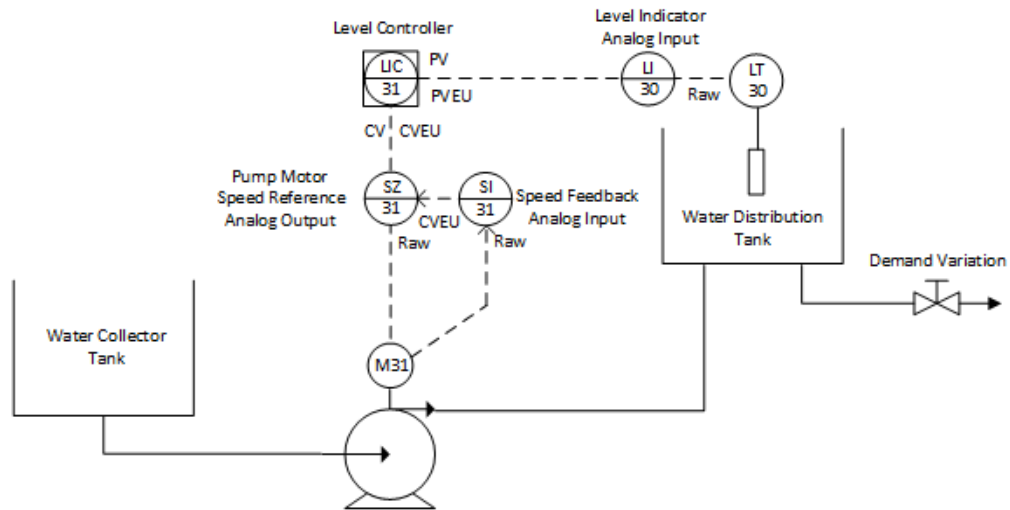 Level Controller
Level Indicator
Analog Input
LIC
31
PV
PVEU
LI
30
Raw
LT
30
CV
CVEU
Pump Motor
Speed Reference
Analog Output
SZ
31
CVEU
Raw
SI
31
Speed Feedback
Analog Input
Raw
Water Distribution
Tank
Demand Variation
Water Collector
Tank
M31